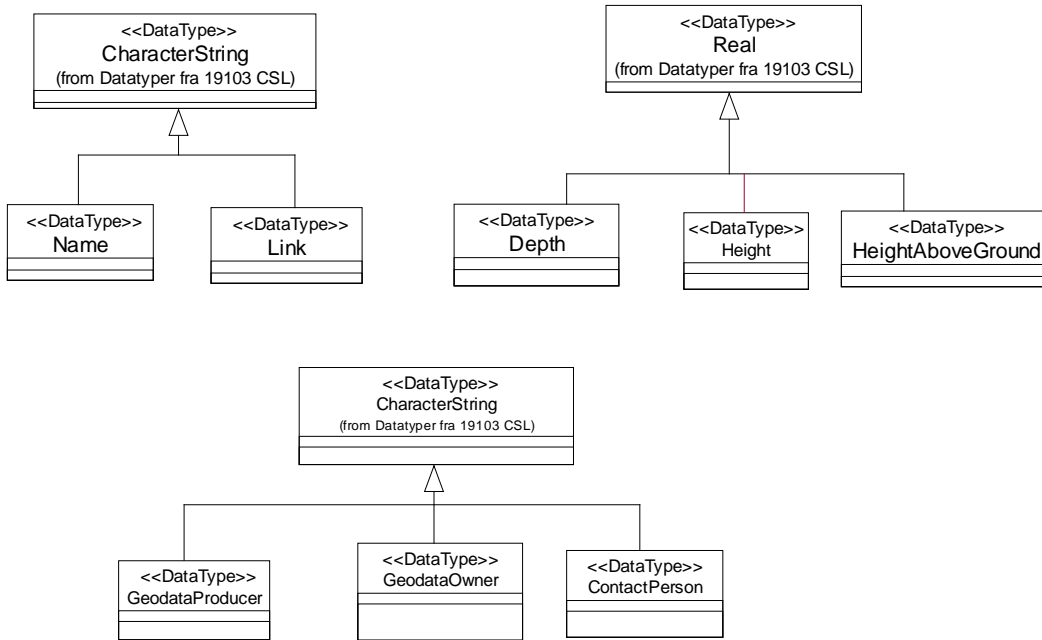 <<DataType>>
CharacterString
(from Datatyper fra 19103 CSL)
<<DataType>>
Name
<<DataType>>
Link
<<DataType>>
Real
(from Datatyper fra 19103 CSL)
<<DataType>>
Depth
<<DataType>>
Height
<<DataType>>
HeightAboveGround
<<DataType>>
CharacterString
(from Datatyper fra 19103 CSL)
<<DataType>>
GeodataProducer
<<DataType>>
GeodataOwner
<<DataType>>
ContactPerson